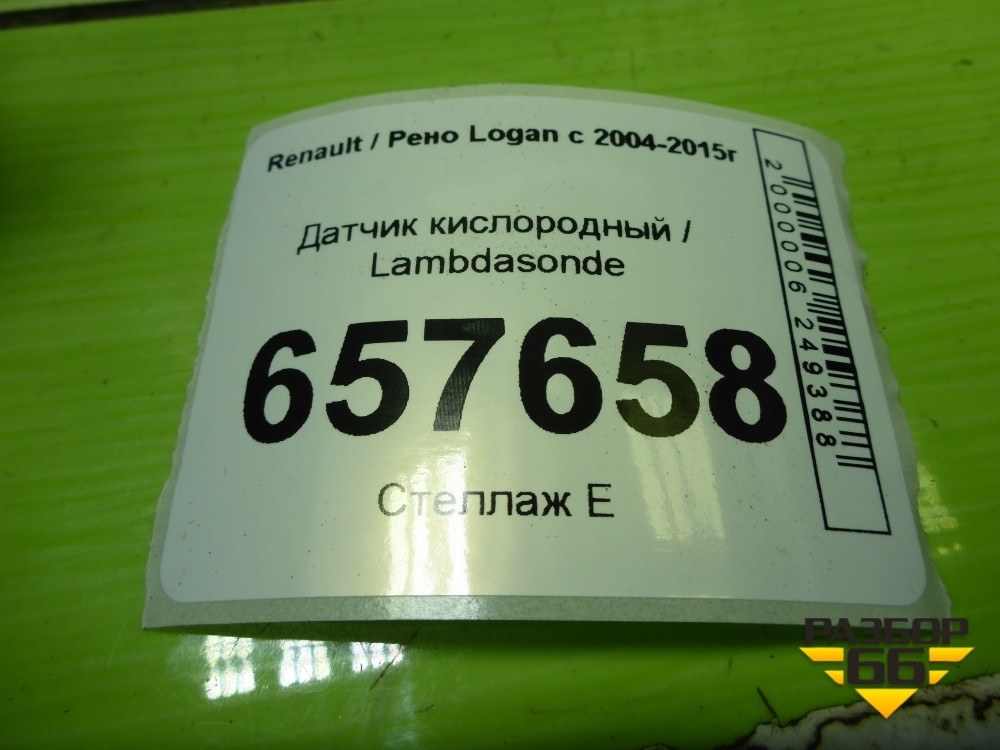 Renault / Рено Logan с 2004-2015г
Датчик кислородный /
Lambdasonde
657658
Стеллаж Е
2000006249388
РАЗБОР
66